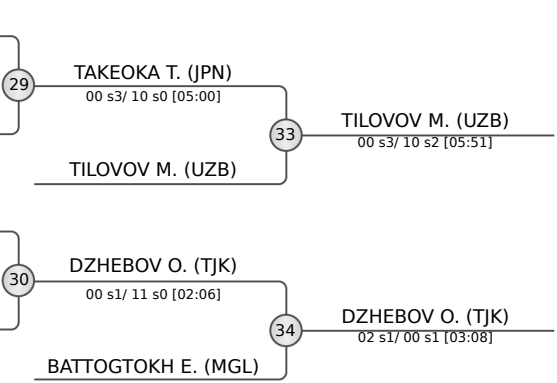 TAKEOKA T. (JPN)
29
00 s3/ 10 s0 [05:00]
TILOVOV M. (UZB)
33
00 s3/ 10 s2 [05:51]
TILOVOV M. (UZB)
DZHEBOV O. (TJK)
30
00 s1/ 11 s0 [02:06]
DZHEBOV O. (TJK)
34
02 s1/ 00 s1 [03:08]
BATTOGTOKH E. (MGL)